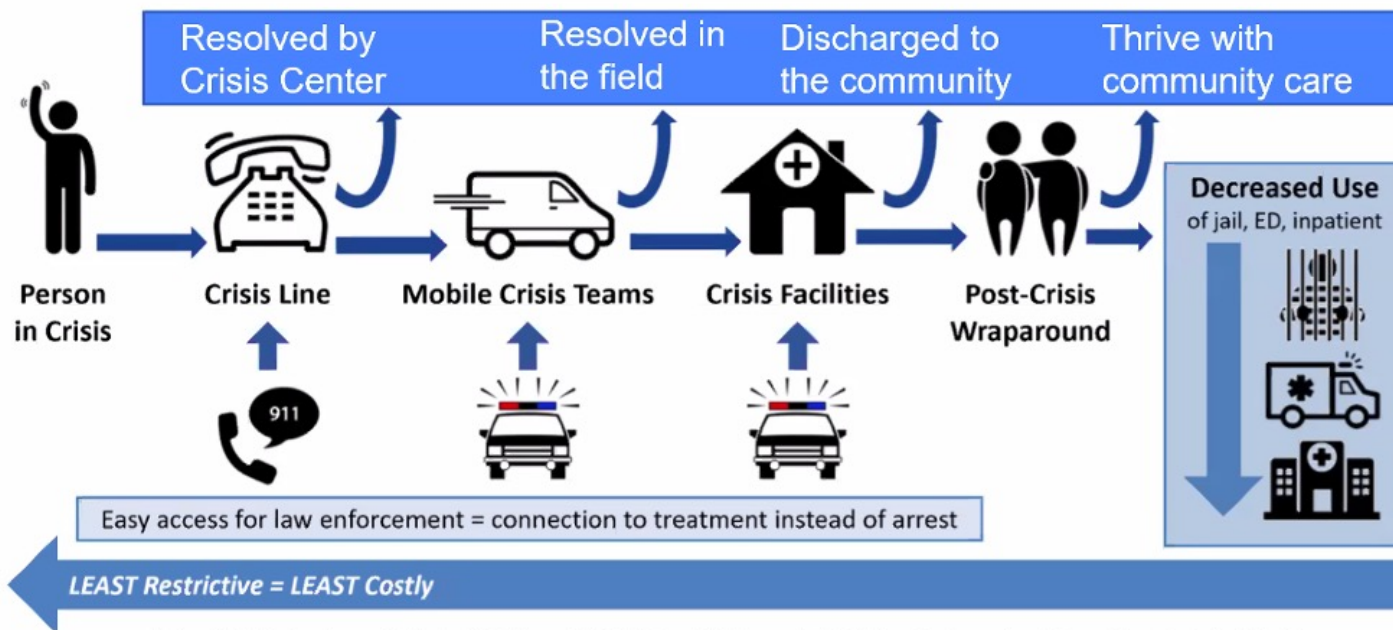 Resolved by
Crisis Center
Resolved in
the field
Discharged to
the community
Thrive with
community care
Person
in Crisis
Crisis Line
Mobile Crisis Teams
Crisis Facilities
Post-Crisis
Wraparound
Decreased Use
of jail, ED, inpatient
911
Easy access for law enforcement = connection to treatment instead of arrest
LEAST Restrictive = LEAST Costly